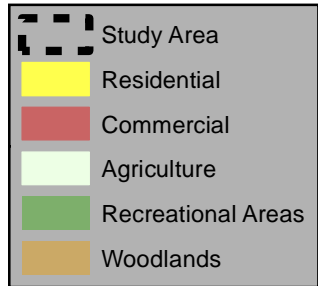 Study Area
Residential
Commercial
Agriculture
Recreational Areas
Woodlands